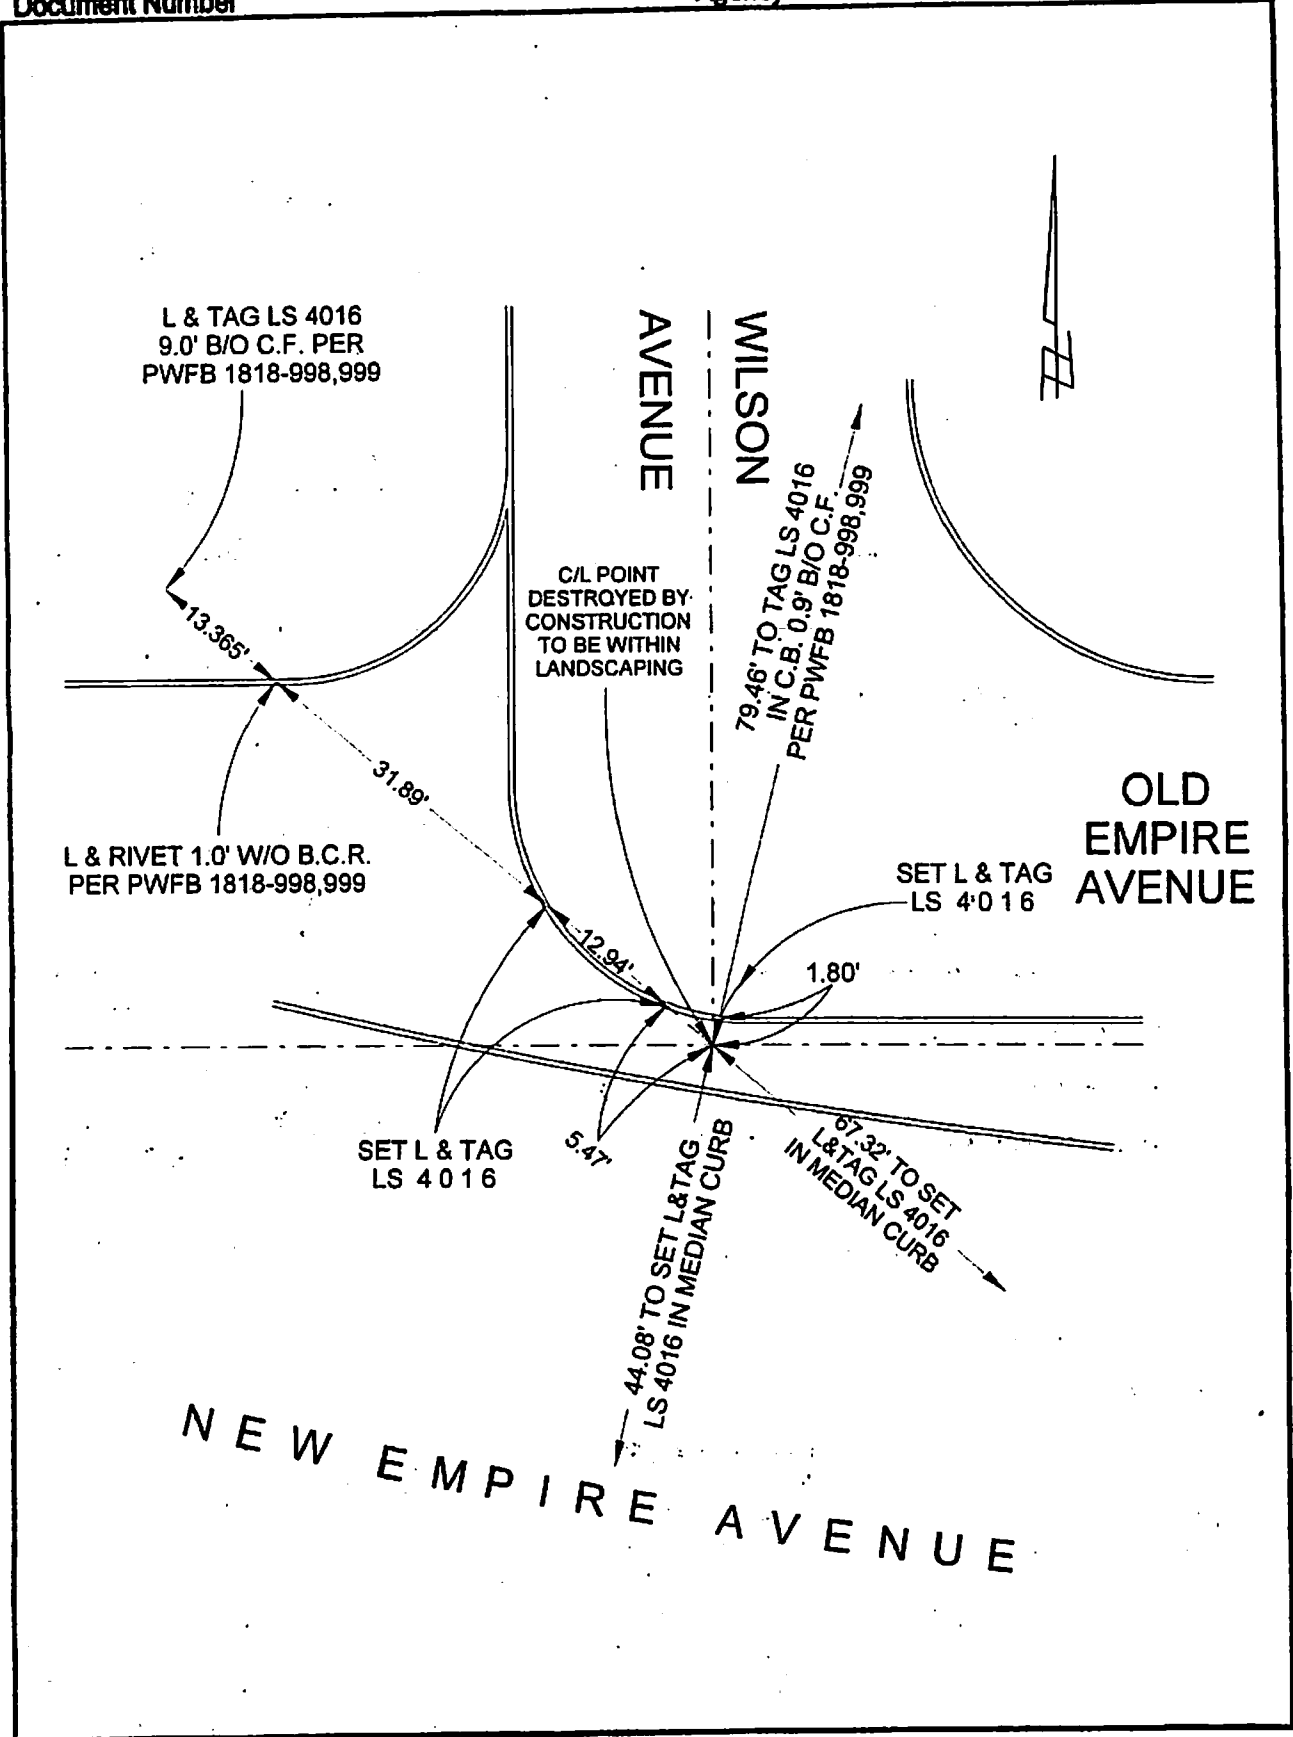 Document Number
L & TAG LS 4016
9.0' B/O C.F. PER
PWFB 1818-998,999
AVENUE
WILSON
79.46' TO TAG LS 4016
IN C.B. 0.9' B/O C.F.
PER PWFB 1818-998,999
C/L POINT
DESTROYED BY
CONSTRUCTION
TO BE WITHIN
LANDSCAPING
13.365'
31.89'
OLD
EMPIRE
AVENUE
L & RIVET 1.0' W/O B.C.R.
PER PWFB 1818-998,999
SET L & TAG
LS 4016
12.94'
1.80'
SET L & TAG
LS 4016
5.47'
44.08' TO SET L&TAG
LS 4016 IN MEDIAN CURB
67.32' TO SET
L&TAG LS 4016
IN MEDIAN CURB
NEW EMPIRE AVENUE